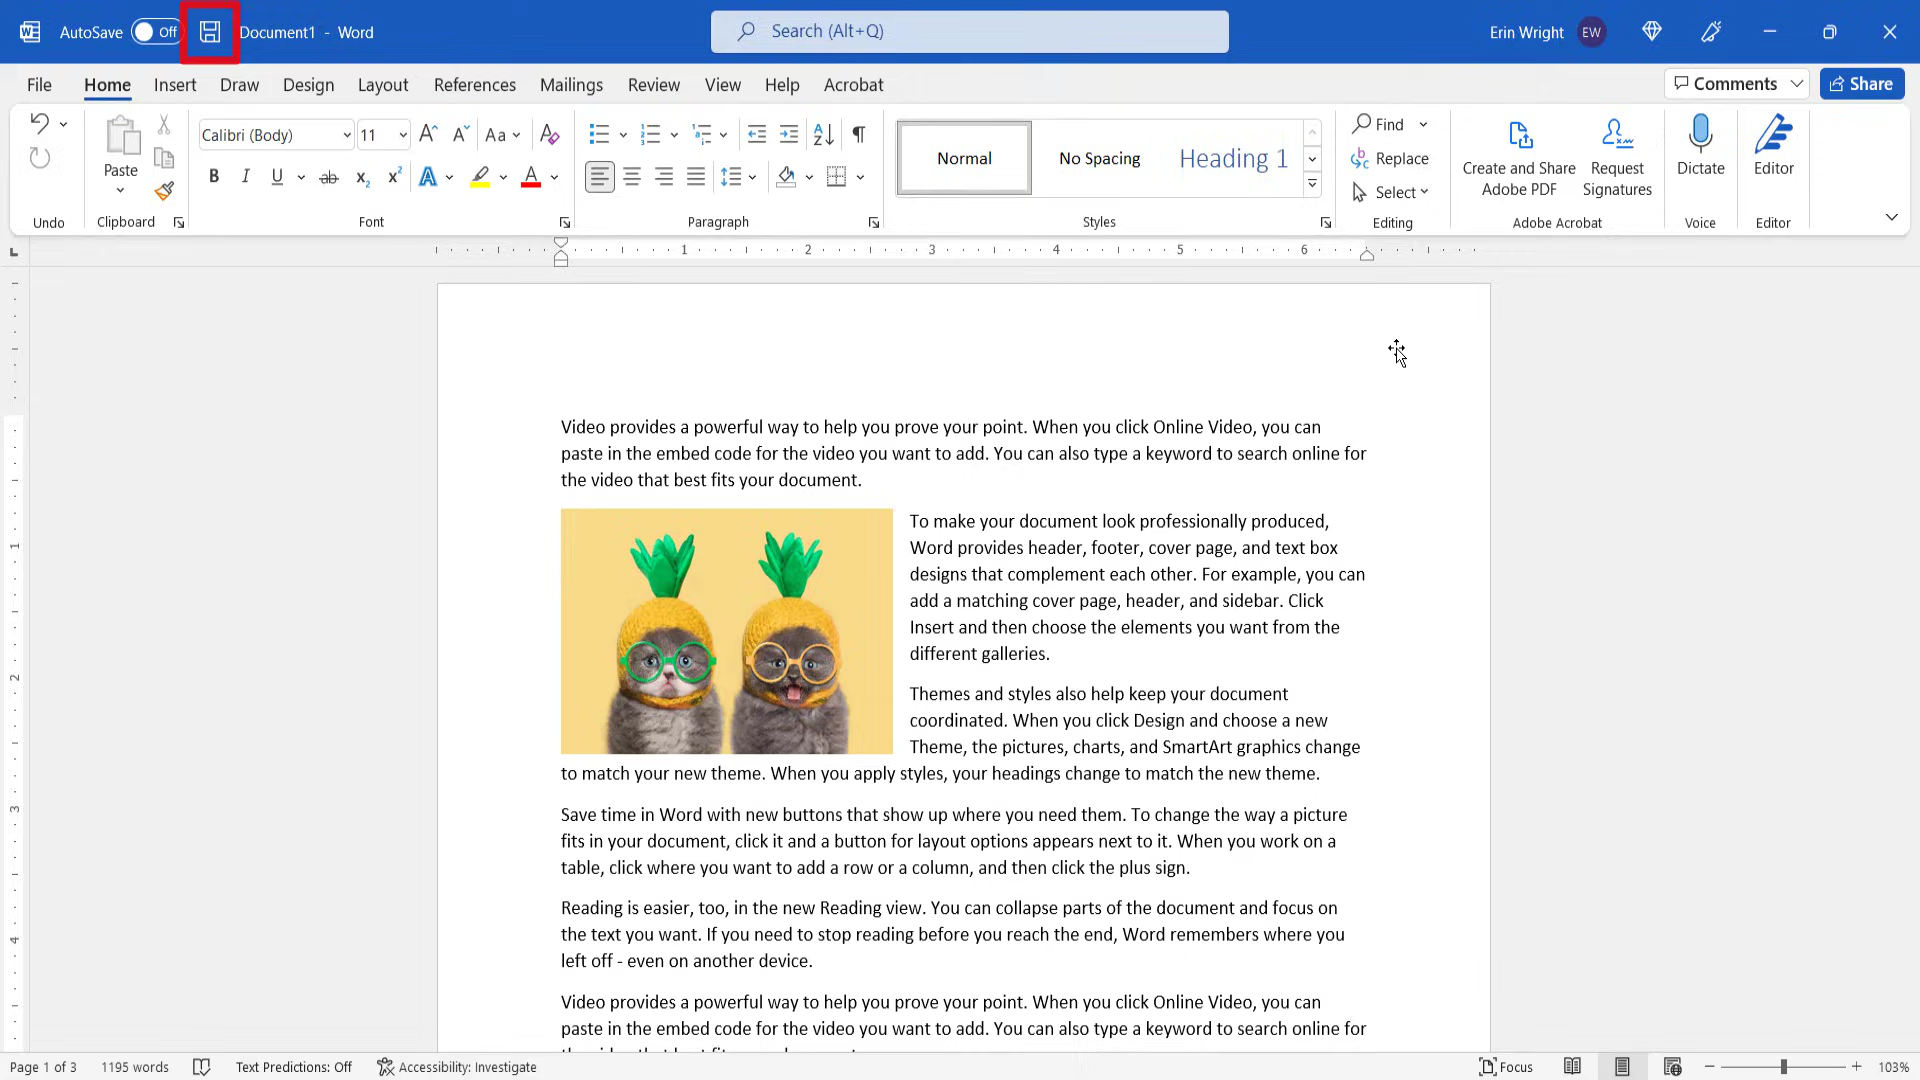 AutoSave Off Document1 - Word Search (Alt+Q) Erin Wright EW
File Home Insert Draw Design Layout References Mailings Review View Help Acrobat Comments Share
Calibri (Body) 11 Aa
Paste
B I U ab x2 x2 A A
Normal No Spacing Heading 1
Find
Replace
Select
Create and Share
Adobe PDF
Request
Signatures
Dictate
Editor
Undo Clipboard Font Paragraph Styles Editing Adobe Acrobat Voice Editor
1 2 3 4 5 6
Video provides a powerful way to help you prove your point. When you click Online Video, you can
paste in the embed code for the video you want to add. You can also type a keyword to search online for
the video that best fits your document.
To make your document look professionally produced,
Word provides header, footer, cover page, and text box
designs that complement each other. For example, you can
add a matching cover page, header, and sidebar. Click
Insert and then choose the elements you want from the
different galleries.
Themes and styles also help keep your document
coordinated. When you click Design and choose a new
Theme, the pictures, charts, and SmartArt graphics change
to match your new theme. When you apply styles, your headings change to match the new theme.
Save time in Word with new buttons that show up where you need them. To change the way a picture
fits in your document, click it and a button for layout options appears next to it. When you work on a
table, click where you want to add a row or a column, and then click the plus sign.
Reading is easier, too, in the new Reading view. You can collapse parts of the document and focus on
the text you want. If you need to stop reading before you reach the end, Word remembers where you
left off - even on another device.
Video provides a powerful way to help you prove your point. When you click Online Video, you can
paste in the embed code for the video you want to add. You can also type a keyword to search online for
1
2
3
4
Page 1 of 3 1195 words Text Predictions: Off Accessibility: Investigate Focus 103%